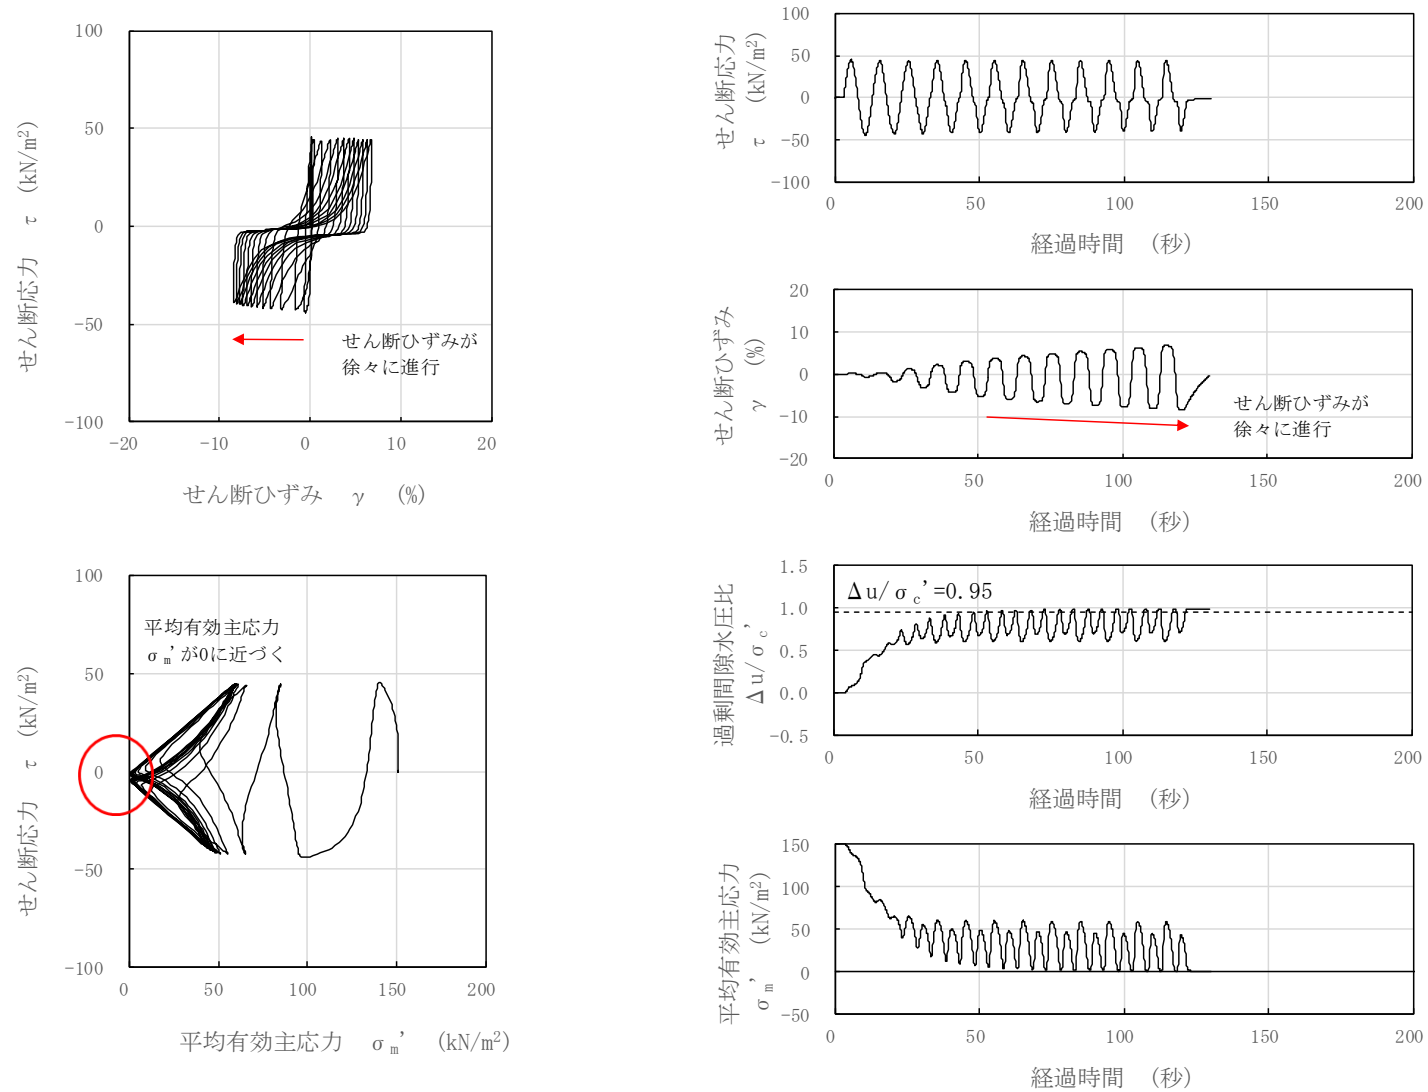 100
50
0
-50
-100
-20
-10
0
10
20
せん断応力 τ (kN/m²)
せん断ひずみ γ (%)
せん断ひずみが
徐々に進行
100
50
0
-50
-100
0
50
100
150
200
せん断応力 τ (kN/m²)
平均有効主応力 σm' (kN/m²)
平均有効主応力
σm'が0に近づく
100
50
0
-50
-100
0
50
100
150
200
せん断応力
τ (kN/m²)
経過時間 (秒)
20
10
0
-10
-20
0
50
100
150
200
せん断ひずみ
γ (%)
経過時間 (秒)
せん断ひずみが
徐々に進行
1.5
1.0
0.5
0.0
-0.5
0
50
100
150
200
過剰間隙水圧比
Δu/σc'
経過時間 (秒)
Δu/σc'=0.95
150
100
50
0
-50
0
50
100
150
200
平均有効主応力
σm' (kN/m²)
経過時間 (秒)